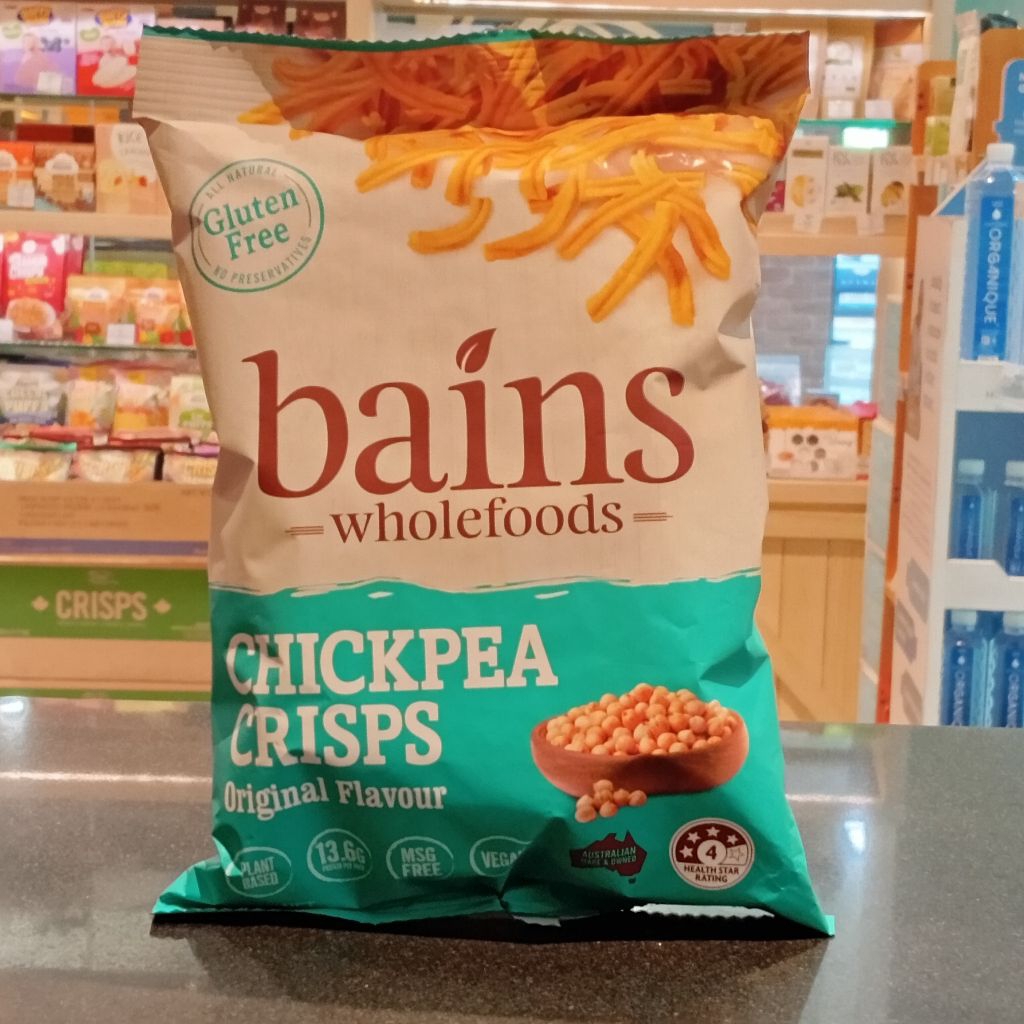 ALL NATURAL
Gluten
Free
NO PRESERVATIVES
bains
wholefoods
CHICKPEA
CRISPS
Original Flavour
PLANT
BASED
13.6G
MSG
FREE
AUSTRALIAN
MADE & OWNED
4
HEALTH STAR
RATING
CRISPS
ORGANIQUE